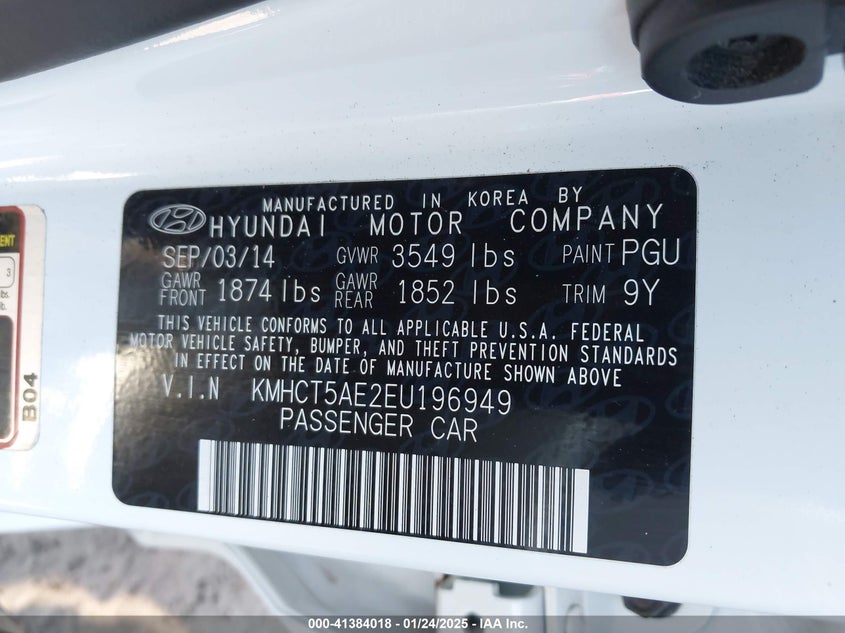 MANUFACTURED IN KOREA BY
HYUNDAI MOTOR COMPANY
SEP/03/14 GVWR 3549 lbs PAINT PGU
GAWR FRONT 1874 lbs GAWR REAR 1852 lbs TRIM 9Y
THIS VEHICLE CONFORMS TO ALL APPLICABLE U.S.A. FEDERAL
MOTOR VEHICLE SAFETY, BUMPER, AND THEFT PREVENTION STANDARDS
IN EFFECT ON THE DATE OF MANUFACTURE SHOWN ABOVE.
V.I.N KMHCT5AE2EU196949
PASSENGER CAR
3
lbs.
B04
000-41384018 - 01/24/2025 - IAA Inc.